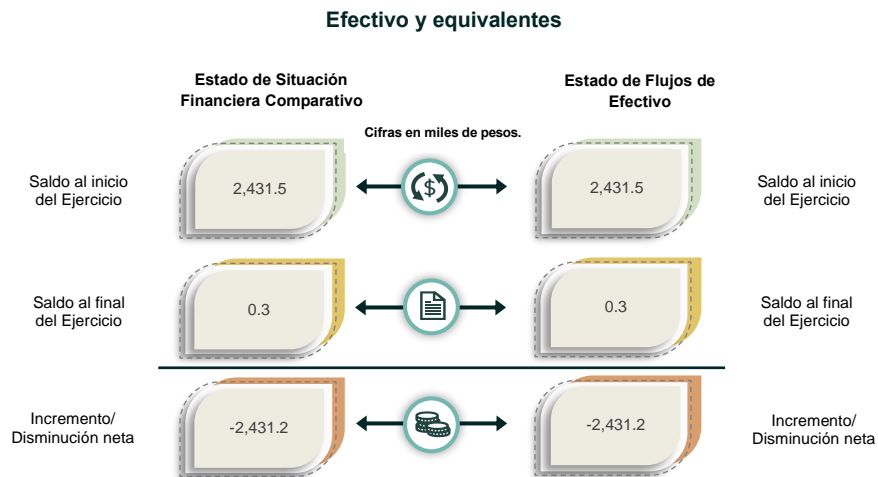 Efectivo y equivalentes
Estado de Situación
Financiera Comparativo
Estado de Flujos de
Efectivo
Cifras en miles de pesos.
Saldo al inicio
del Ejercicio
2,431.5
$
2,431.5
Saldo al inicio
del Ejercicio
Saldo al final
del Ejercicio
0.3
0.3
Saldo al final
del Ejercicio
Incremento/
Disminución neta
-2,431.2
-2,431.2
Incremento/
Disminución neta